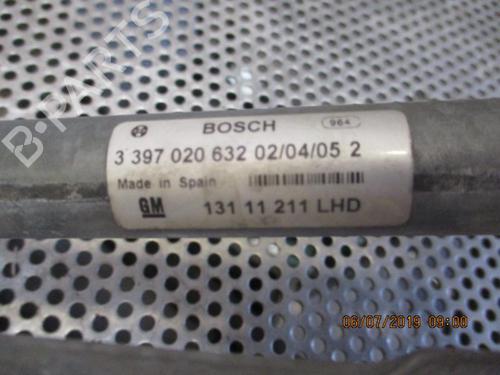 B-PARTS
BOSCH 964
3 397 020 632 02/04/05 2
Made in Spain
GM 131 11 211 LHD
06/07/2019 09:00